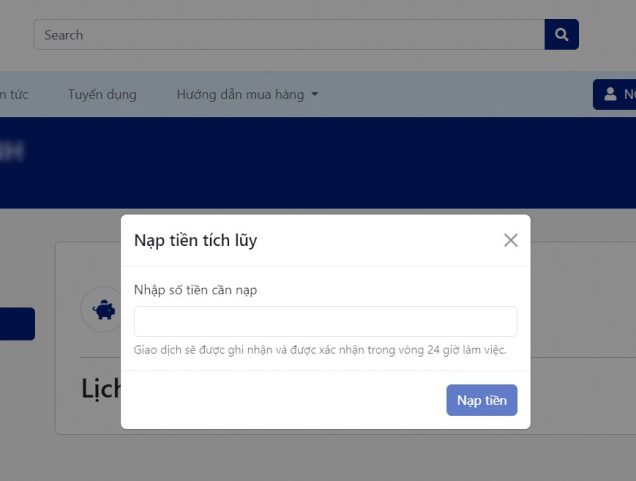 Search
n tức
Tuyển dụng
Hướng dẫn mua hàng
Nạp tiền tích lũy
Nhập số tiền cần nạp
Giao dịch sẽ được ghi nhận và được xác nhận trong vòng 24 giờ làm việc.
Lịch
Nạp tiền